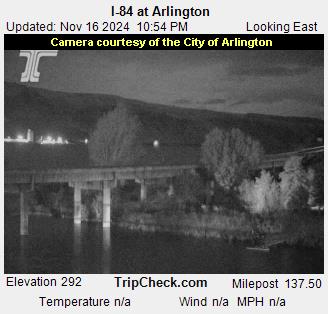 I-84 at Arlington
Updated: Nov 16 2024 10:54 PM Looking East
Camera courtesy of the City of Arlington
Elevation 292 TripCheck.com Milepost 137.50
Temperature n/a Wind n/a MPH n/a